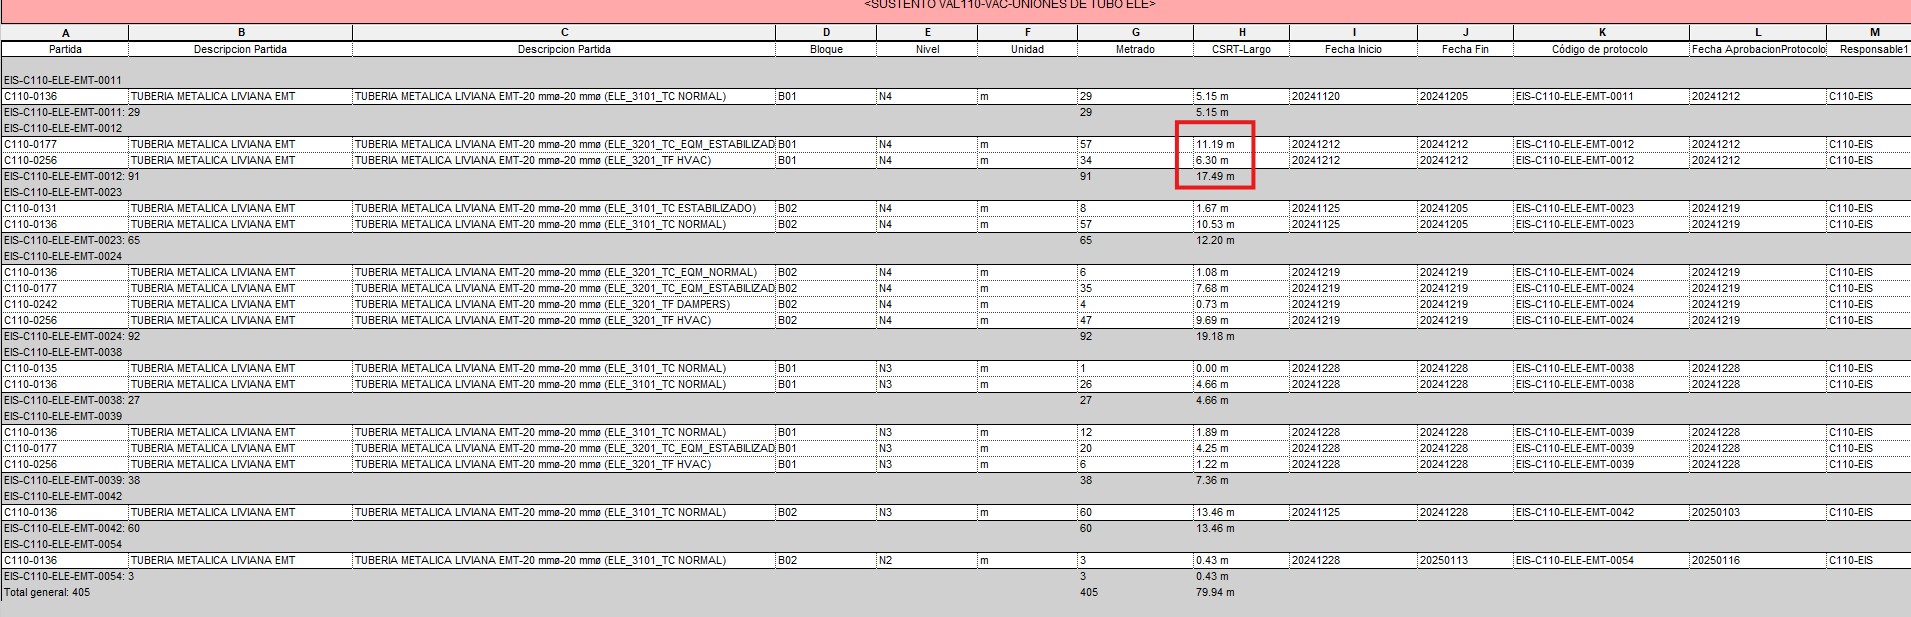 <SUSTENTO VAL110-VAC-UNIONES DE TUBO ELE>
A B C D E F G H I J K L M
Partida Descripcion Partida Descripcion Partida Bloque Nivel Unidad Metrado CSRT-Largo Fecha Inicio Fecha Fin Código de protocolo Fecha AprobacionProtocolo Responsable1
EIS-C110-ELE-EMT-0011
C110-0136 TUBERIA METALICA LIVIANA EMT TUBERIA METALICA LIVIANA EMT-20 mmø-20 mmø (ELE_3101_TC NORMAL) B01 N4 m 29 5.15 m 20241120 20241205 EIS-C110-ELE-EMT-0011 20241212 C110-EIS
EIS-C110-ELE-EMT-0011: 29 29 5.15 m
EIS-C110-ELE-EMT-0012
C110-0177 TUBERIA METALICA LIVIANA EMT TUBERIA METALICA LIVIANA EMT-20 mmø-20 mmø (ELE_3201_TC_EQM_ESTABILIZAD B01 N4 m 57 11.19 m 20241212 20241212 EIS-C110-ELE-EMT-0012 20241212 C110-EIS
C110-0256 TUBERIA METALICA LIVIANA EMT TUBERIA METALICA LIVIANA EMT-20 mmø-20 mmø (ELE_3201_TF HVAC) B01 N4 m 34 6.30 m 20241212 20241212 EIS-C110-ELE-EMT-0012 20241212 C110-EIS
EIS-C110-ELE-EMT-0012: 91 91 17.49 m
EIS-C110-ELE-EMT-0023
C110-0131 TUBERIA METALICA LIVIANA EMT TUBERIA METALICA LIVIANA EMT-20 mmø-20 mmø (ELE_3101_TC ESTABILIZADO) B02 N4 m 8 1.67 m 20241125 20241205 EIS-C110-ELE-EMT-0023 20241219 C110-EIS
C110-0136 TUBERIA METALICA LIVIANA EMT TUBERIA METALICA LIVIANA EMT-20 mmø-20 mmø (ELE_3101_TC NORMAL) B02 N4 m 57 10.53 m 20241125 20241205 EIS-C110-ELE-EMT-0023 20241219 C110-EIS
EIS-C110-ELE-EMT-0023: 65 65 12.20 m
EIS-C110-ELE-EMT-0024
C110-0136 TUBERIA METALICA LIVIANA EMT TUBERIA METALICA LIVIANA EMT-20 mmø-20 mmø (ELE_3201_TC_EQM_NORMAL) B02 N4 m 6 1.08 m 20241219 20241219 EIS-C110-ELE-EMT-0024 20241219 C110-EIS
C110-0177 TUBERIA METALICA LIVIANA EMT TUBERIA METALICA LIVIANA EMT-20 mmø-20 mmø (ELE_3201_TC_EQM_ESTABILIZAD B02 N4 m 35 7.68 m 20241219 20241219 EIS-C110-ELE-EMT-0024 20241219 C110-EIS
C110-0242 TUBERIA METALICA LIVIANA EMT TUBERIA METALICA LIVIANA EMT-20 mmø-20 mmø (ELE_3201_TF DAMPERS) B02 N4 m 4 0.73 m 20241219 20241219 EIS-C110-ELE-EMT-0024 20241219 C110-EIS
C110-0256 TUBERIA METALICA LIVIANA EMT TUBERIA METALICA LIVIANA EMT-20 mmø-20 mmø (ELE_3201_TF HVAC) B02 N4 m 47 9.69 m 20241219 20241219 EIS-C110-ELE-EMT-0024 20241219 C110-EIS
EIS-C110-ELE-EMT-0024: 92 92 19.18 m
EIS-C110-ELE-EMT-0038
C110-0135 TUBERIA METALICA LIVIANA EMT TUBERIA METALICA LIVIANA EMT-20 mmø-20 mmø (ELE_3101_TC NORMAL) B01 N3 m 1 0.00 m 20241228 20241228 EIS-C110-ELE-EMT-0038 20241228 C110-EIS
C110-0136 TUBERIA METALICA LIVIANA EMT TUBERIA METALICA LIVIANA EMT-20 mmø-20 mmø (ELE_3101_TC NORMAL) B01 N3 m 26 4.66 m 20241228 20241228 EIS-C110-ELE-EMT-0038 20241228 C110-EIS
EIS-C110-ELE-EMT-0038: 27 27 4.66 m
EIS-C110-ELE-EMT-0039
C110-0136 TUBERIA METALICA LIVIANA EMT TUBERIA METALICA LIVIANA EMT-20 mmø-20 mmø (ELE_3101_TC NORMAL) B01 N3 m 12 1.89 m 20241228 20241228 EIS-C110-ELE-EMT-0039 20241228 C110-EIS
C110-0177 TUBERIA METALICA LIVIANA EMT TUBERIA METALICA LIVIANA EMT-20 mmø-20 mmø (ELE_3201_TC_EQM_ESTABILIZAD B01 N3 m 20 4.25 m 20241228 20241228 EIS-C110-ELE-EMT-0039 20241228 C110-EIS
C110-0256 TUBERIA METALICA LIVIANA EMT TUBERIA METALICA LIVIANA EMT-20 mmø-20 mmø (ELE_3201_TF HVAC) B01 N3 m 6 1.22 m 20241228 20241228 EIS-C110-ELE-EMT-0039 20241228 C110-EIS
EIS-C110-ELE-EMT-0039: 38 38 7.36 m
EIS-C110-ELE-EMT-0042
C110-0136 TUBERIA METALICA LIVIANA EMT TUBERIA METALICA LIVIANA EMT-20 mmø-20 mmø (ELE_3101_TC NORMAL) B02 N3 m 60 13.46 m 20241125 20241228 EIS-C110-ELE-EMT-0042 20250103 C110-EIS
EIS-C110-ELE-EMT-0042: 60 60 13.46 m
EIS-C110-ELE-EMT-0054
C110-0136 TUBERIA METALICA LIVIANA EMT TUBERIA METALICA LIVIANA EMT-20 mmø-20 mmø (ELE_3101_TC NORMAL) B02 N2 m 3 0.43 m 20241228 20250113 EIS-C110-ELE-EMT-0054 20250116 C110-EIS
EIS-C110-ELE-EMT-0054: 3 3 0.43 m
Total general: 405 405 79.94 m